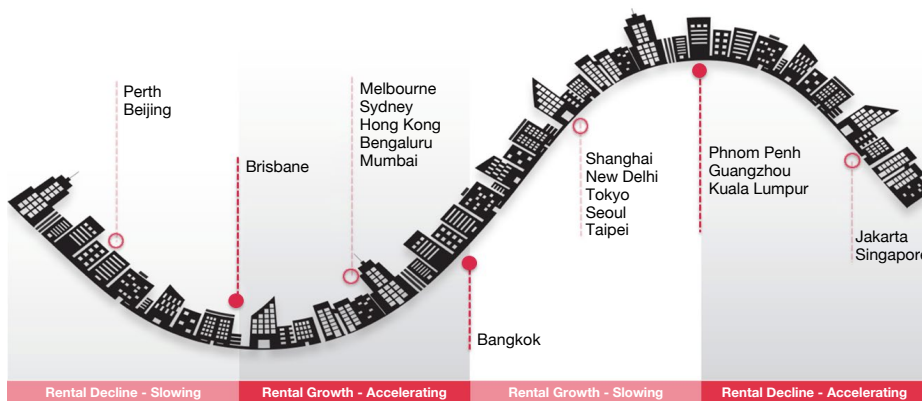 Perth
Beijing
Brisbane
Melbourne
Sydney
Hong Kong
Bengaluru
Mumbai
Bangkok
Shanghai
New Delhi
Tokyo
Seoul
Taipei
Phnom Penh
Guangzhou
Kuala Lumpur
Jakarta
Singapore
Rental Decline - Slowing
Rental Growth - Accelerating
Rental Growth - Slowing
Rental Decline - Accelerating